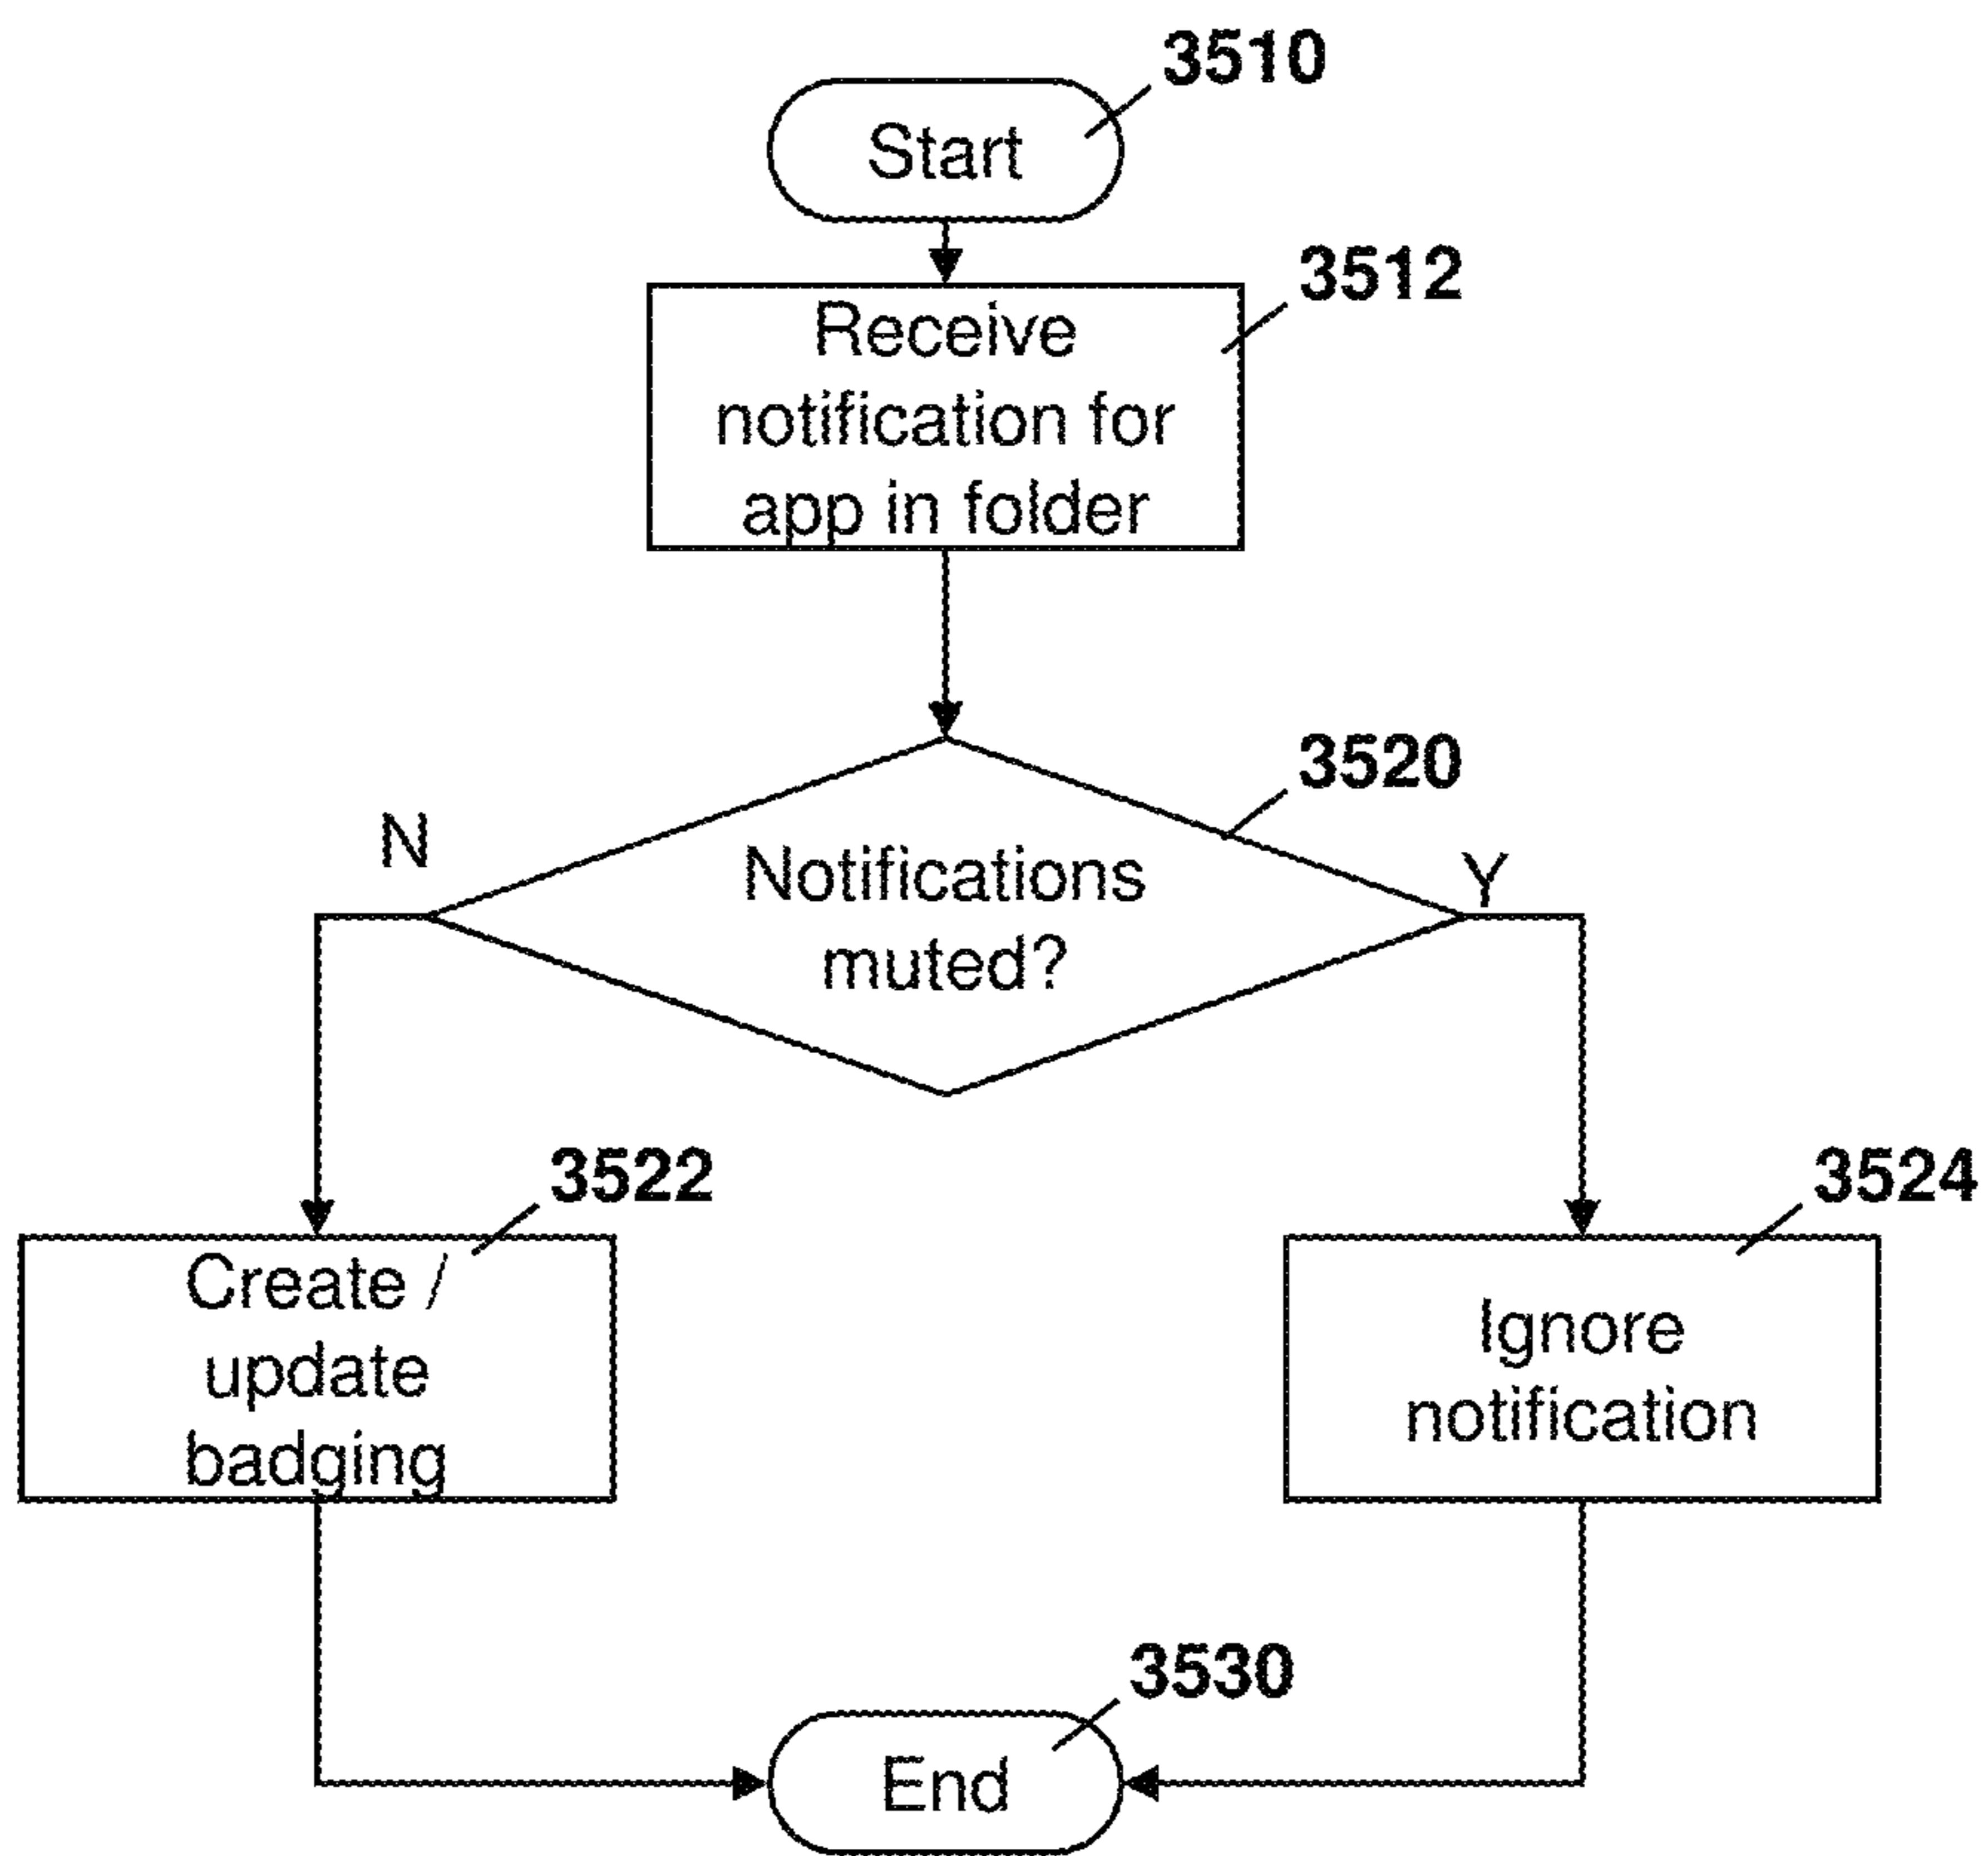 3510
Start
3512
Receive
notification for
app in folder
3520
N
Notifications
muted?
Y
3522
Create /
update
badging
3524
Ignore
notification
3530
End